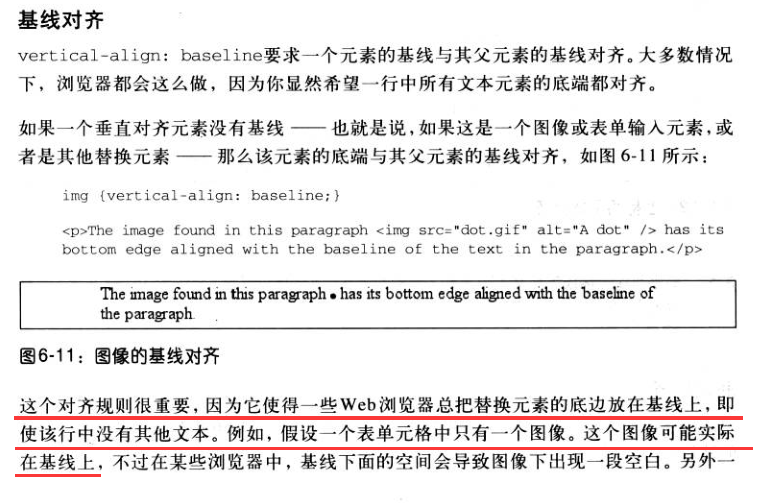 基线对齐
vertical-align: baseline要求一个元素的基线与其父元素的基线对齐。大多数情况
下，浏览器都会这么做，因为你显然希望一行中所有文本元素的底端都对齐。
如果一个垂直对齐元素没有基线 —— 也就是说，如果这是一个图像或表单输入元素，或
者是其他替换元素 —— 那么该元素的底端与其父元素的基线对齐，如图 6-11 所示：
img {vertical-align: baseline;}
<p>The image found in this paragraph <img src="dot.gif" alt="A dot" /> has its
bottom edge aligned with the baseline of the text in the paragraph.</p>
The image found in this paragraph • has its bottom edge aligned with the baseline of
the paragraph.
图6-11：图像的基线对齐
这个对齐规则很重要，因为它使得一些Web浏览器总把替换元素的底边放在基线上，即
使该行中没有其他文本。例如，假设一个表单元格中只有一个图像。这个图像可能实际
在基线上，不过在某些浏览器中，基线下面的空间会导致图像下出现一段空白。另外一